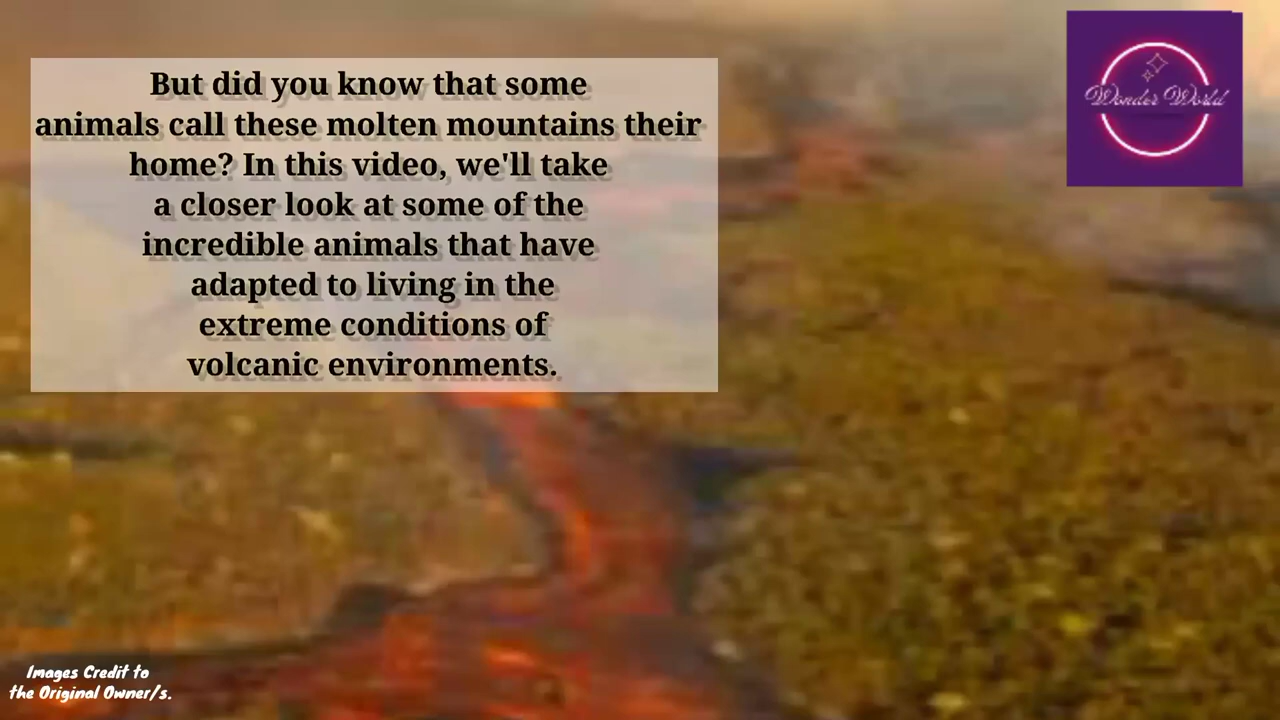 But did you know that some
animals call these molten mountains their
home? In this video, we'll take
a closer look at some of the
incredible animals that have
adapted to living in the
extreme conditions of
volcanic environments.
Wonder World
Images Credit to
the Original Owner/s.